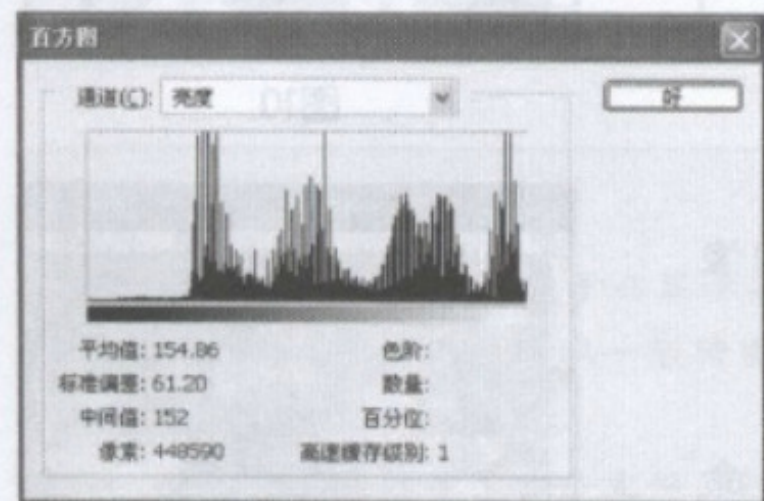 直方图
通道(C): 亮度
好
平均值: 154.86
色阶:
标准偏差: 61.20
数量:
中间值: 152
百分位:
像素: 448590
高速缓存级别: 1